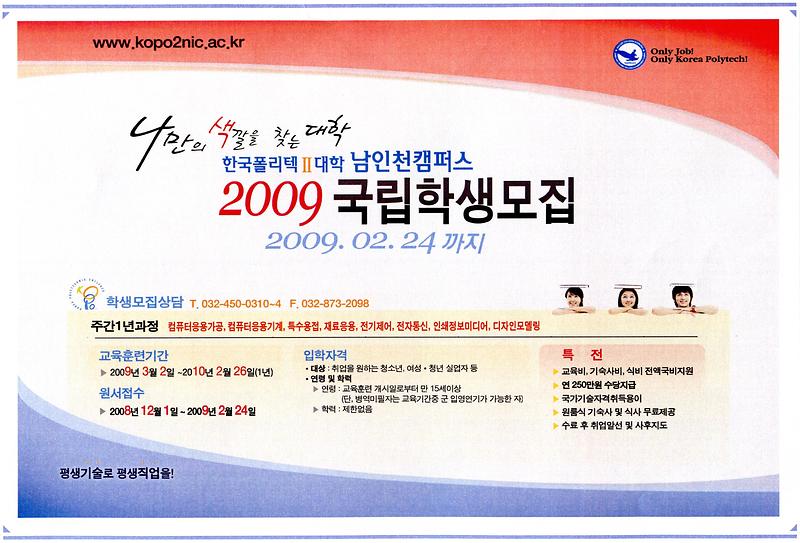 www.kopo2nic.ac.kr
Only Job!
Only Korea Polytech!
나만의 색깔을 찾는 대학
한국폴리텍Ⅱ대학 남인천캠퍼스
2009 국립학생모집
2009. 02. 24 까지
학생모집상담 T. 032-450-0310~4 F. 032-873-2098
주간1년과정 컴퓨터응용가공, 컴퓨터응용기계, 특수용접, 재료응용, 전기제어, 전자통신, 인쇄정보미디어, 디자인모델링
교육훈련기간
▶ 2009년 3월 2일 ~2010년 2월 26일(1년)
원서접수
▶ 2008년 12월 1일 ~ 2009년 2월 24일
입학자격
• 대상 : 취업을 원하는 청소년, 여성 • 청년 실업자 등
• 연령 및 학력
▶ 연령 : 교육훈련 개시일로부터 만 15세이상
(단, 병역미필자는 교육기간중 군 입영연기가 가능한 자)
▶ 학력 : 제한없음
특 전
▶ 교육비, 기숙사비, 식비 전액국비지원
▶ 연 250만원 수당지급
▶ 국가기술자격취득용이
▶ 원룸식 기숙사 및 식사 무료제공
▶ 수료 후 취업알선 및 사후지도
평생기술로 평생직업을!